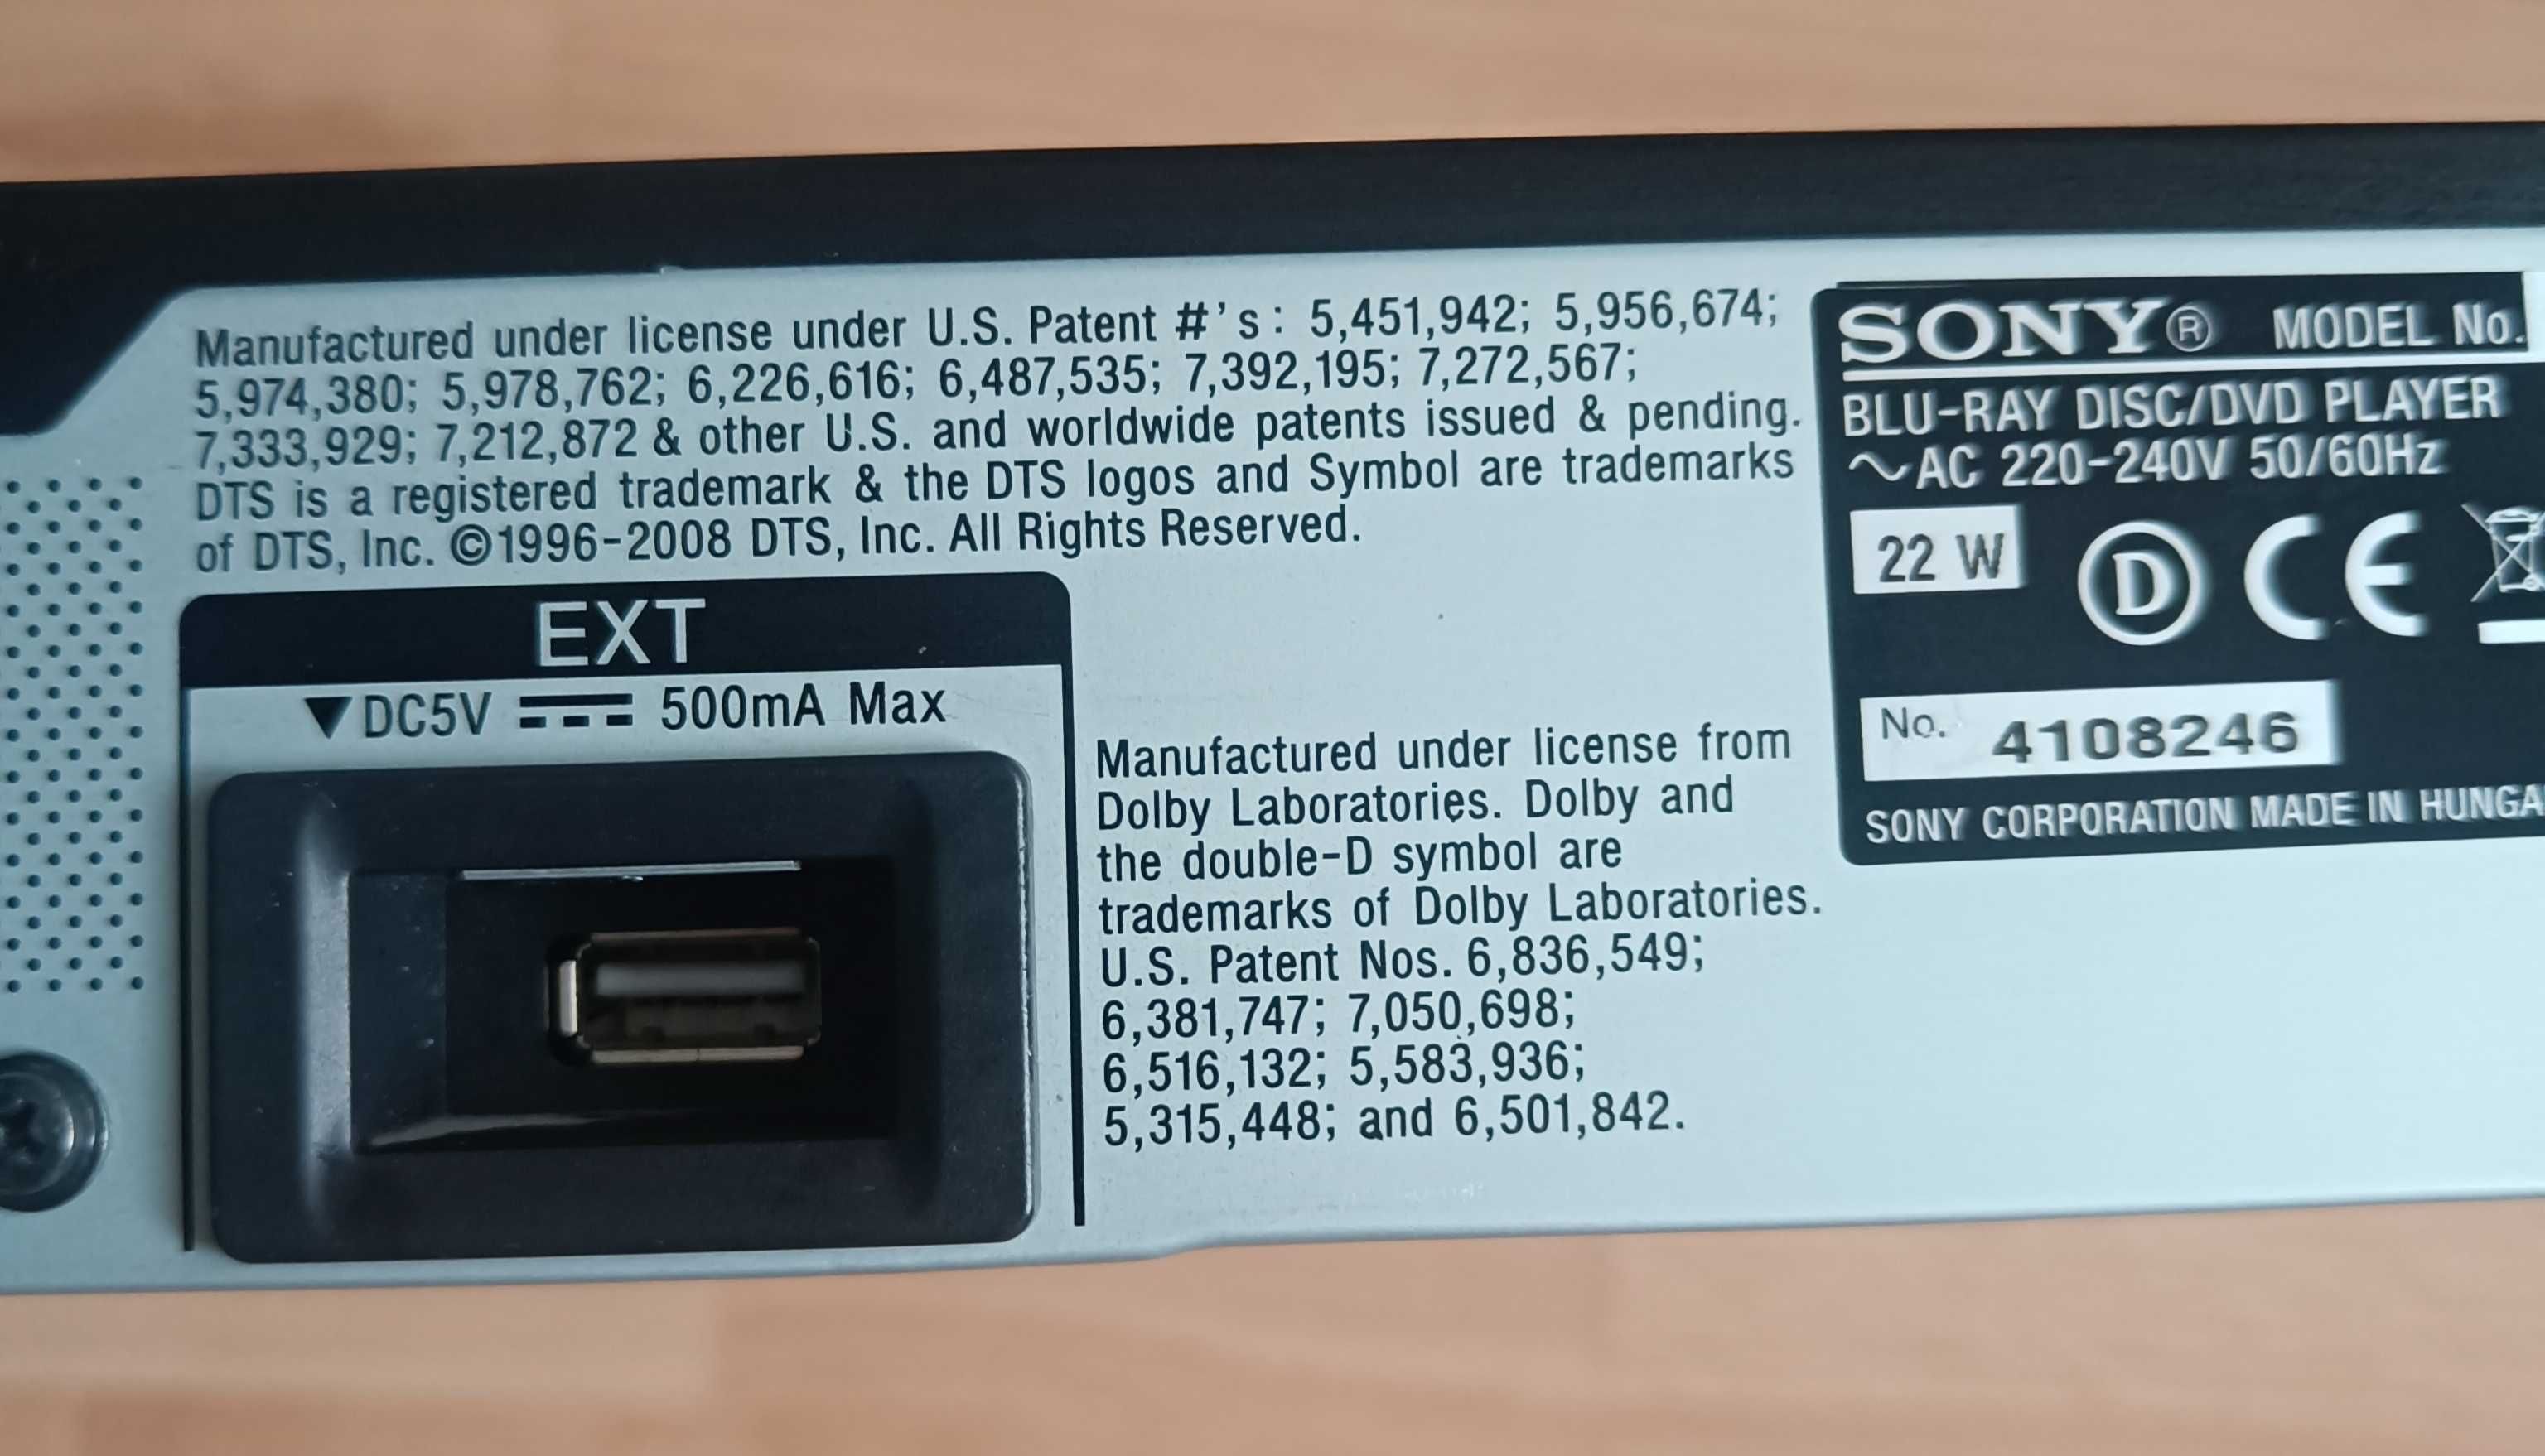 Manufactured under license under U.S. Patent #'s: 5,451,942; 5,956,674;
5,974,380; 5,978,762; 6,226,616; 6,487,535; 7,392,195; 7,272,567;
7,333,929; 7,212,872 & other U.S. and worldwide patents issued & pending.
DTS is a registered trademark & the DTS logos and Symbol are trademarks
of DTS, Inc. ©1996-2008 DTS, Inc. All Rights Reserved.
EXT
▼DC5V ⎓ 500mA Max
Manufactured under license from
Dolby Laboratories. Dolby and
the double-D symbol are
trademarks of Dolby Laboratories.
U.S. Patent Nos. 6,836,549;
6,381,747; 7,050,698;
6,516,132; 5,583,936;
5,315,448; and 6,501,842.
SONY® MODEL No.
BLU-RAY DISC/DVD PLAYER
~AC 220-240V 50/60Hz
22 W D CE
No. 4108246
SONY CORPORATION MADE IN HUNGA